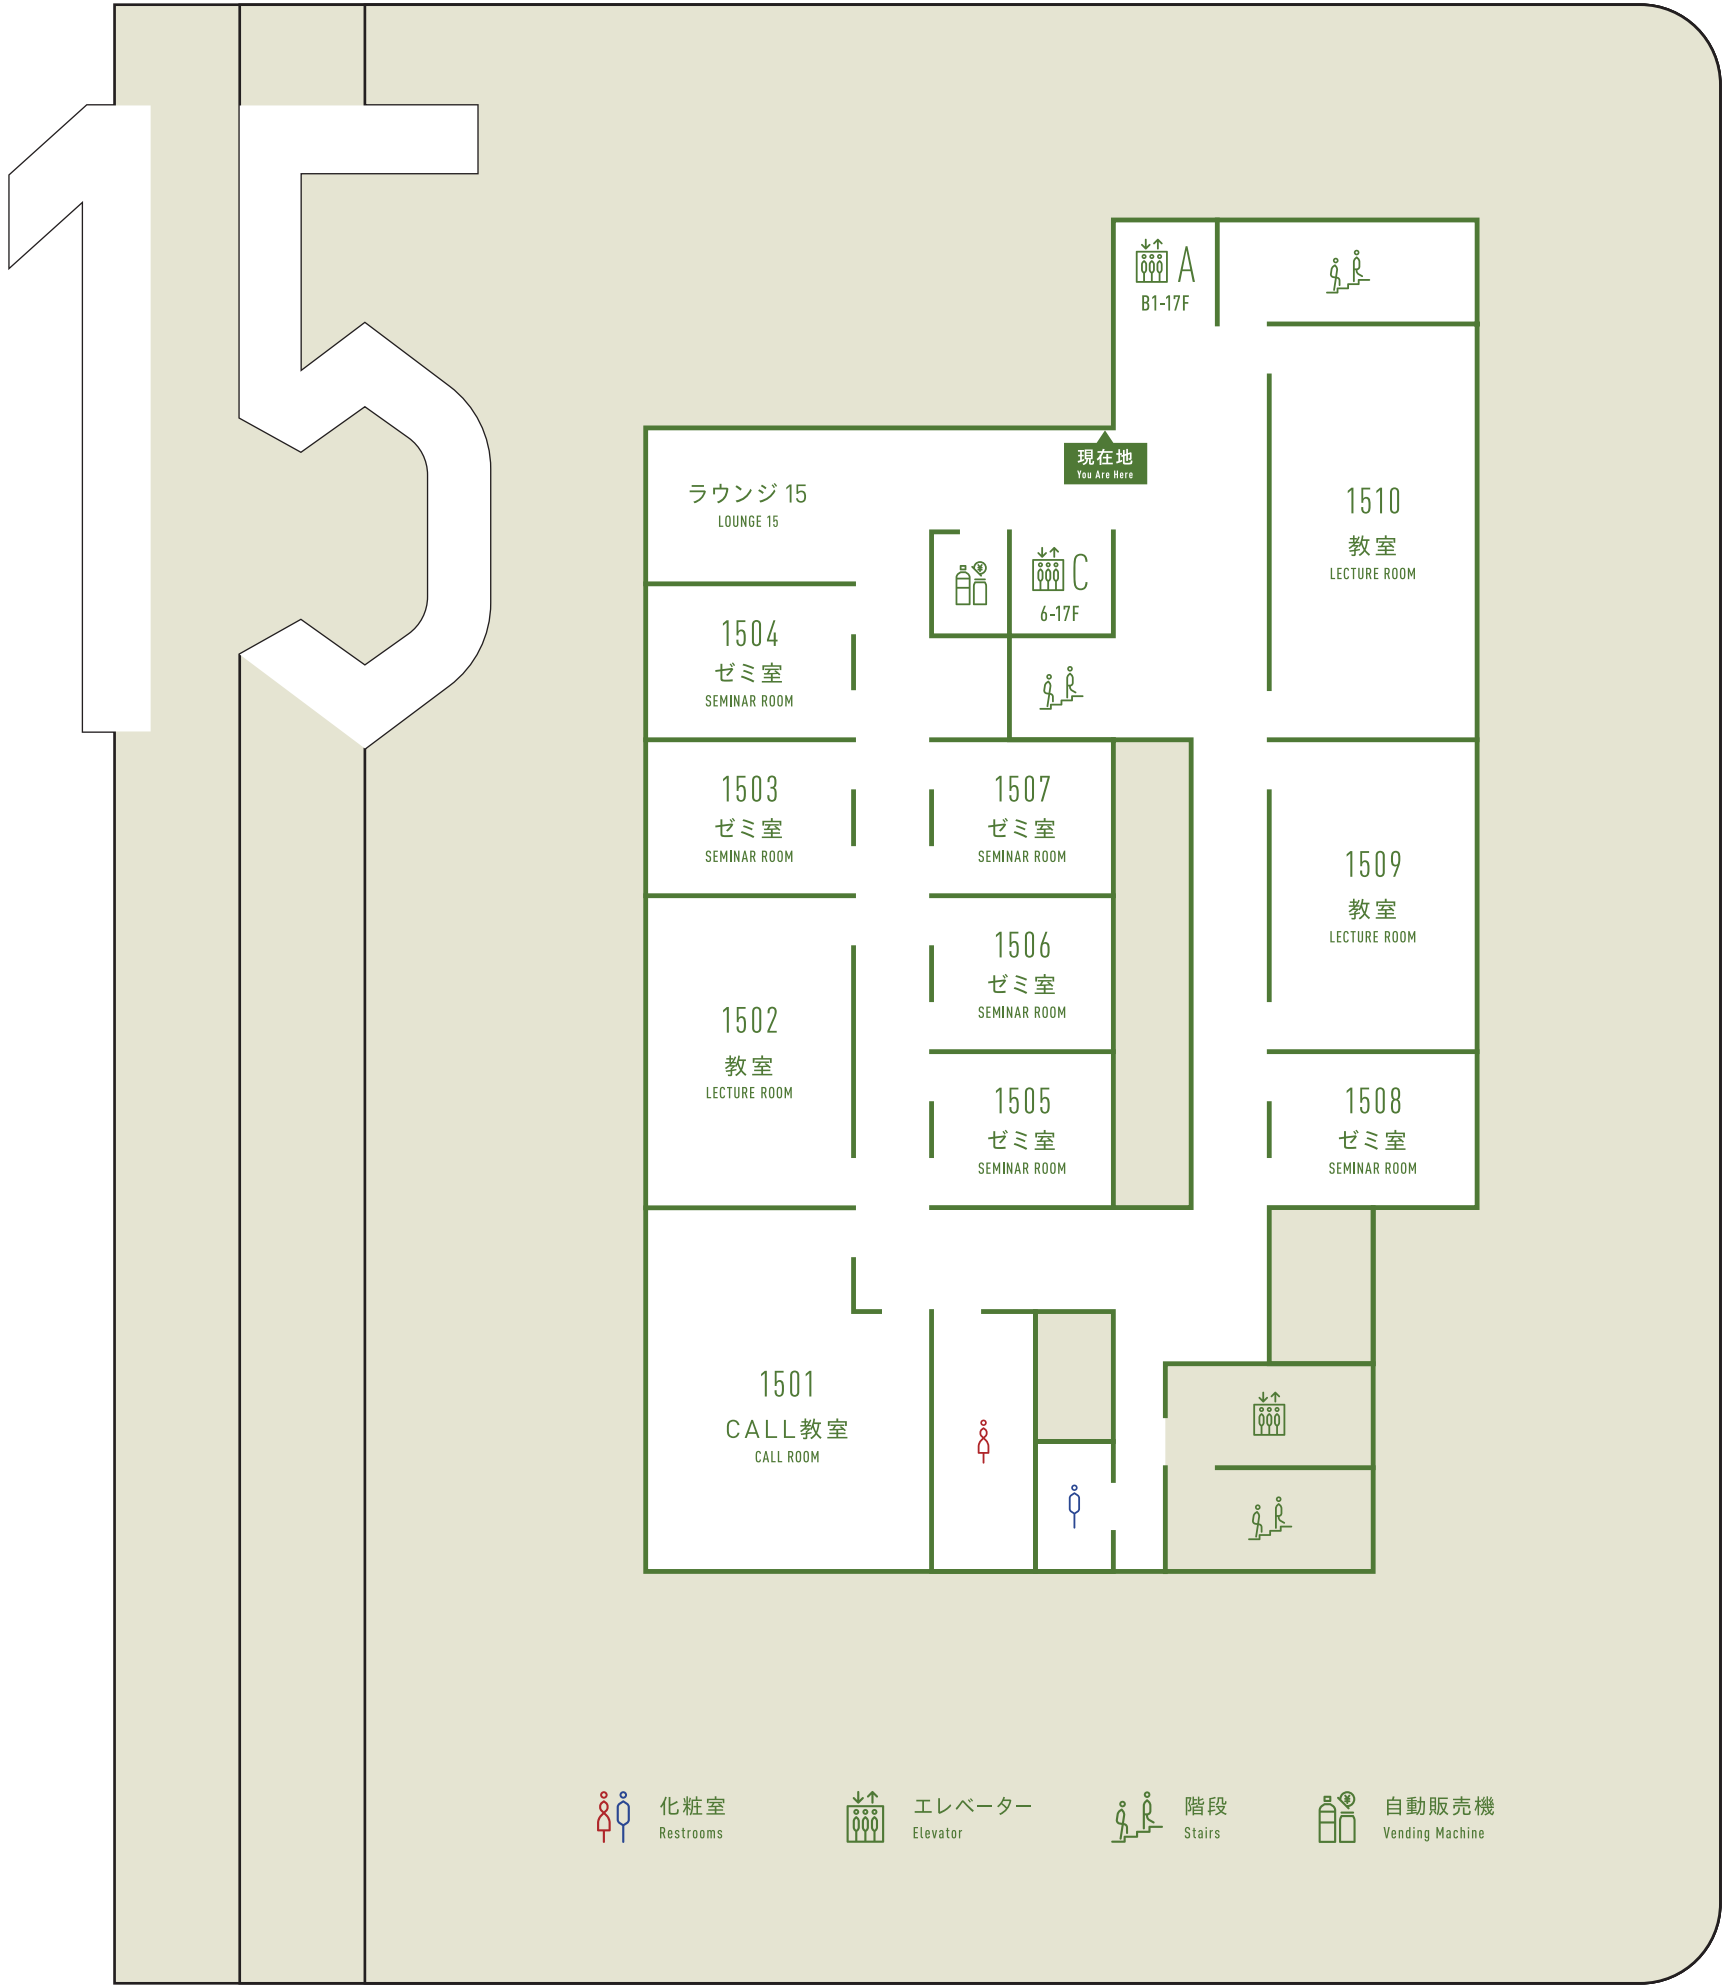 15
A
B1-17F
現在地
You Are Here
ラウンジ 15
LOUNGE 15
C
6-17F
1510
教室
LECTURE ROOM
1504
ゼミ室
SEMINAR ROOM
1503
ゼミ室
SEMINAR ROOM
1507
ゼミ室
SEMINAR ROOM
1509
教室
LECTURE ROOM
1506
ゼミ室
SEMINAR ROOM
1502
教室
LECTURE ROOM
1505
ゼミ室
SEMINAR ROOM
1508
ゼミ室
SEMINAR ROOM
1501
CALL教室
CALL ROOM
化粧室
Restrooms
エレベーター
Elevator
階段
Stairs
自動販売機
Vending Machine